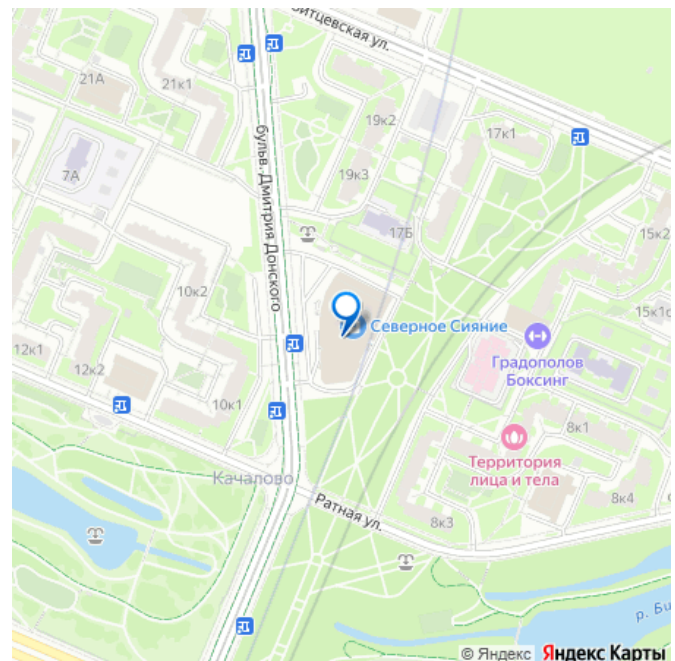 Битцевская ул.
21А
21к1
бульв. Дмитрия Донского
19к2
17к1
7А
19к3
17Б
15к2
10к2
Северное Сияние
15к1с
12к1
12к2
Градополов
Боксинг
10к1
8к1
Территория
лица и тела
Качалово
Ратная ул.
8к3
8к4
р. Би
© Яндекс Яндекс Карты